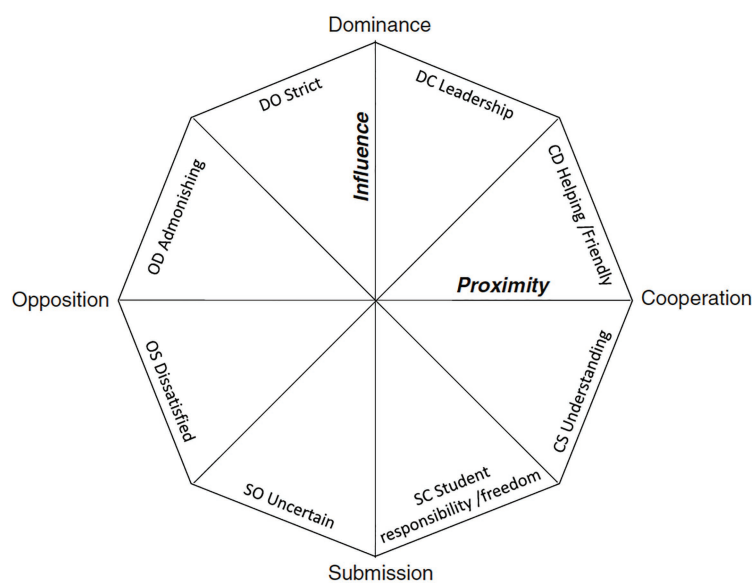 Dominance
DO Strict
DC Leadership
Influence
OD Admonishing
CD Helping /Friendly
Opposition
Proximity
Cooperation
OS Dissatisfied
CS Understanding
SO Uncertain
SC Student
responsibility /freedom
Submission